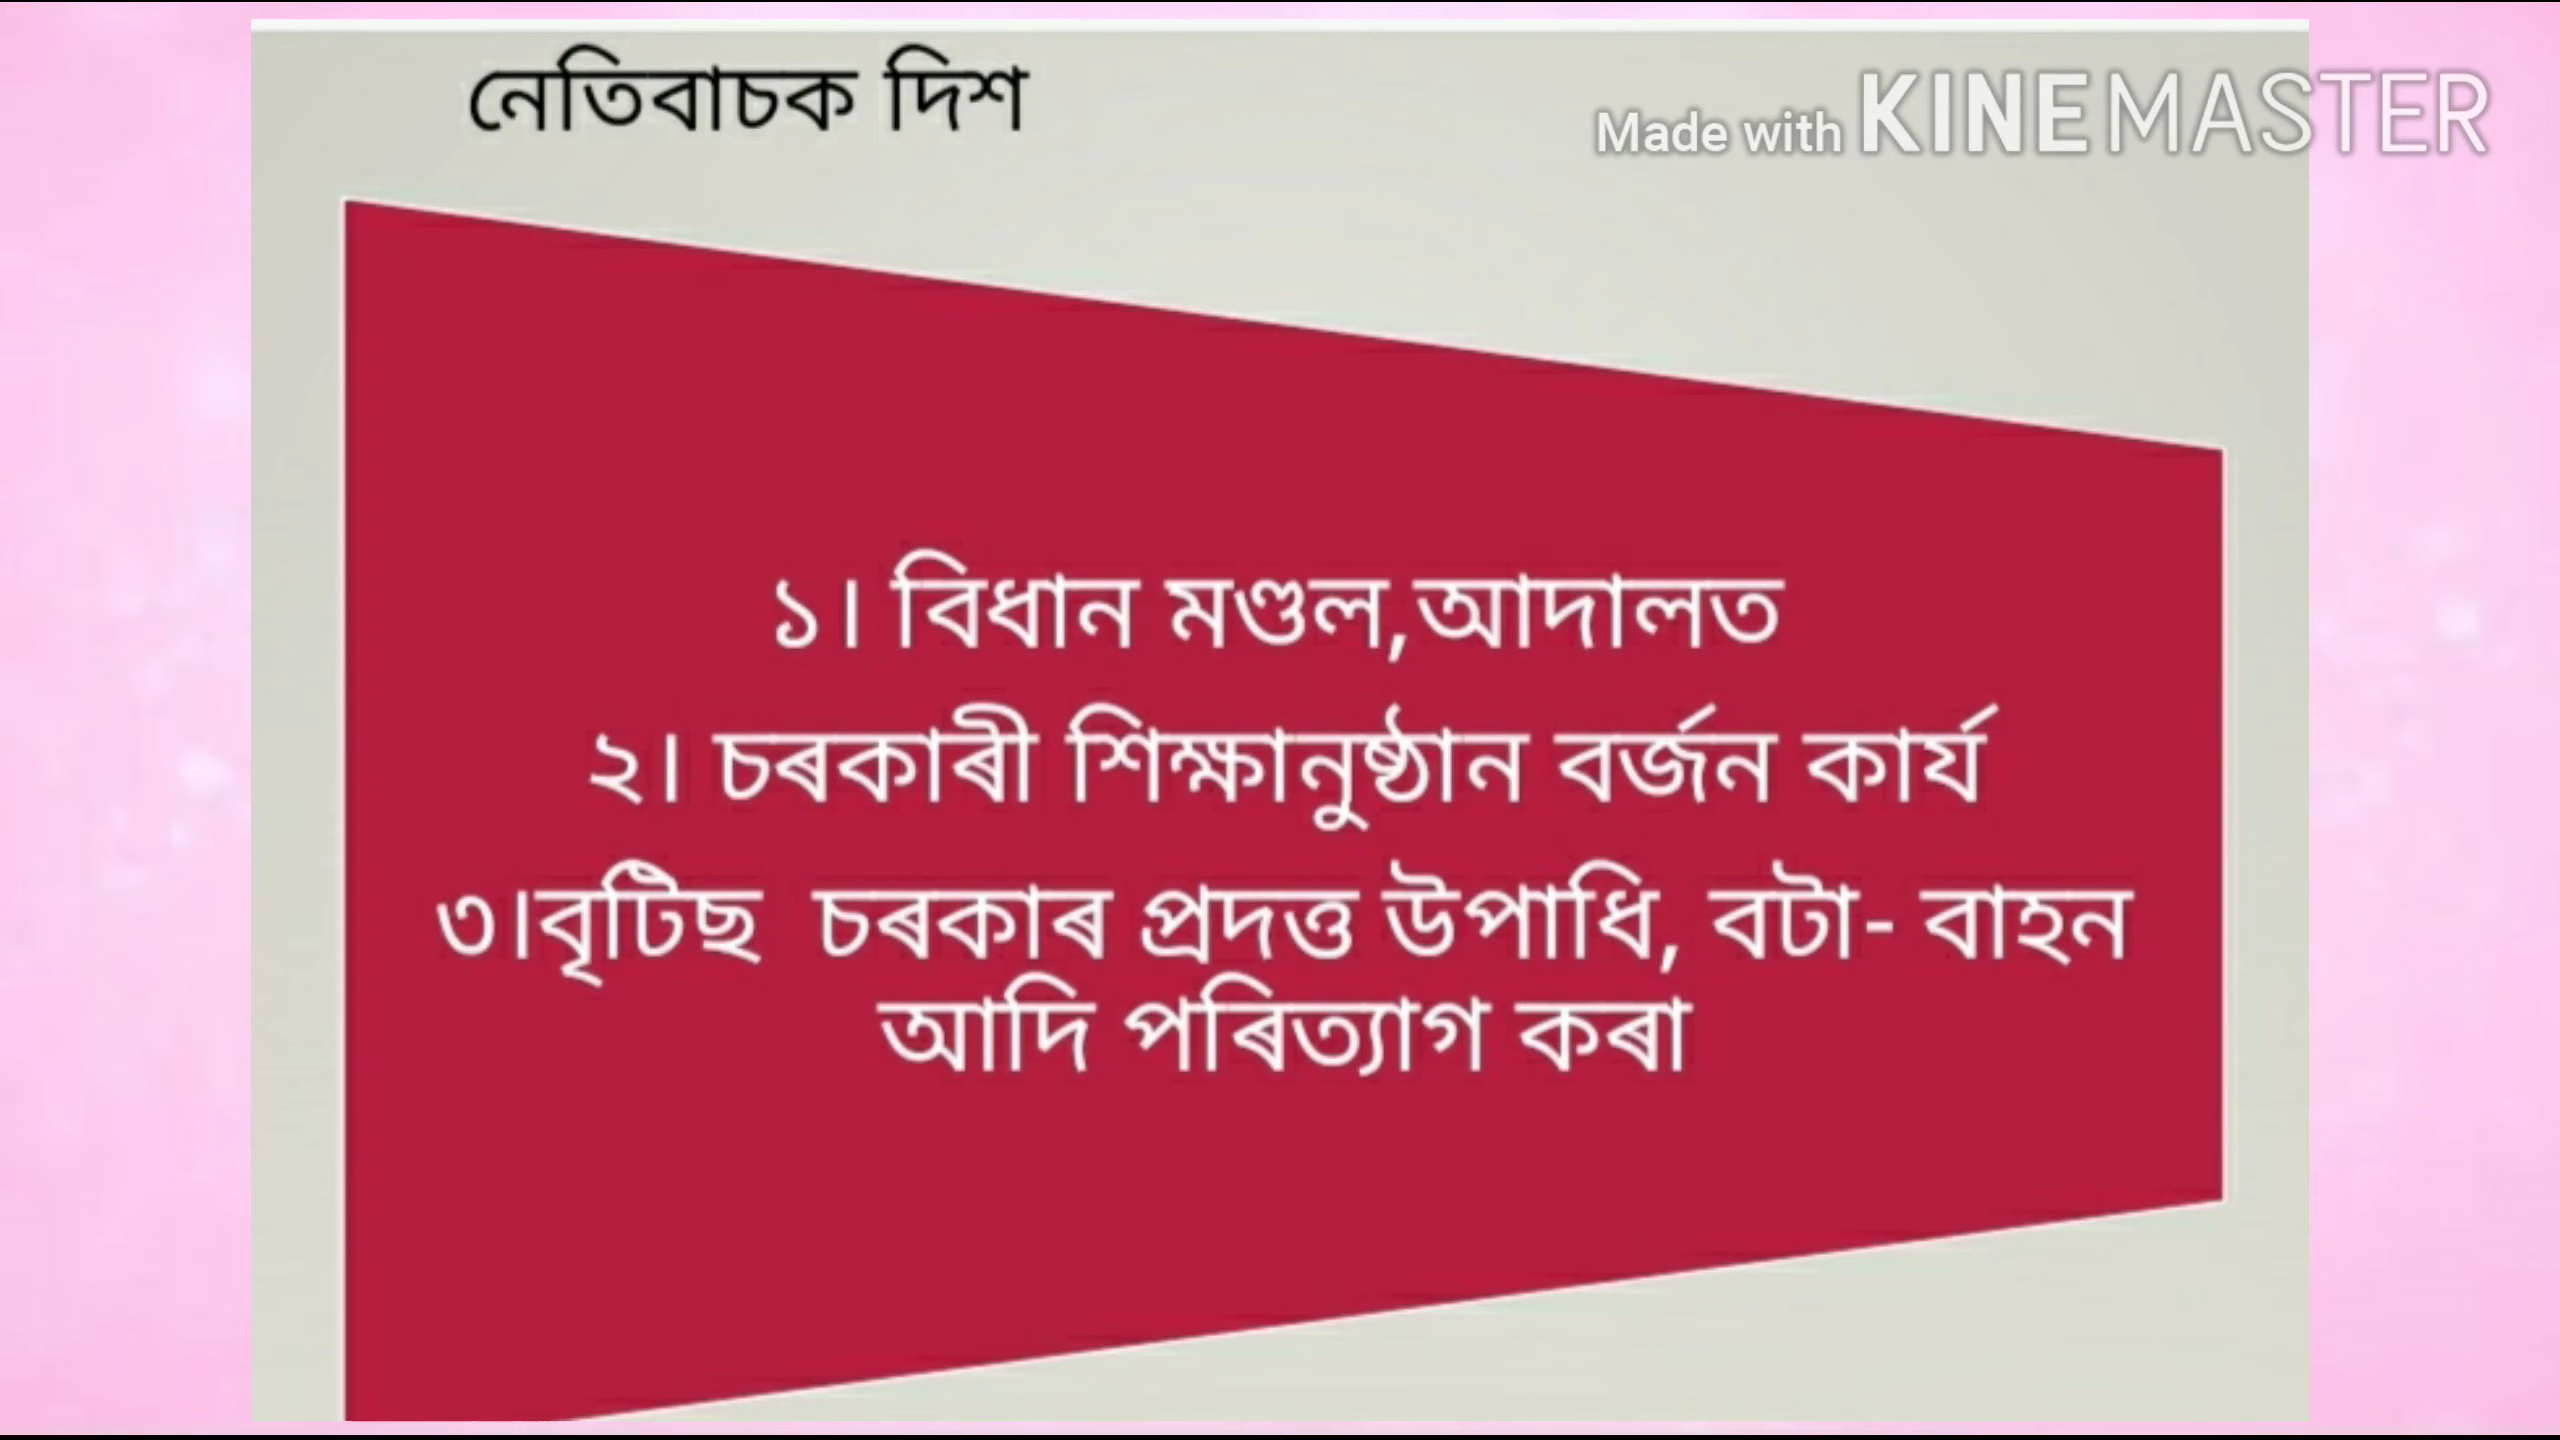 নেতিবাচক দিশ
Made with KINEMASTER
১। বিধান মণ্ডল,আদালত
২। চৰকাৰী শিক্ষানুষ্ঠান বৰ্জন কাৰ্য
৩।বৃটিছ চৰকাৰ প্ৰদত্ত উপাধি, বটা- বাহন
আদি পৰিত্যাগ কৰা